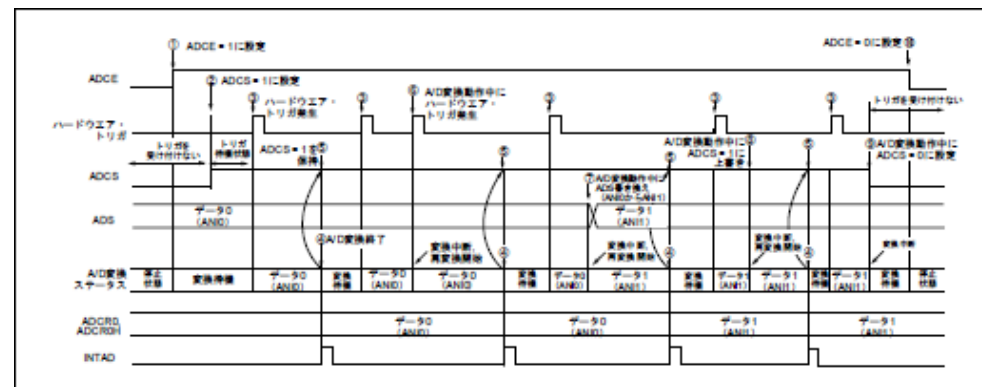 ① ADCE = 1に設定
ADCE = 0に設定 ⑩
ADCE
② ADCS = 1に設定
③ ハードウエア・
トリガ発生
③
⑥ A/D変換動作中に
ハードウエア・
トリガ発生
③
③
③
トリガを受け付けない
ハードウエア・
トリガ
トリガを
受け付けない
トリガ
待機状態
ADCS = 1を
保持
⑤
⑤
⑤
A/D変換動作中に
ADCS = 1に
上書き
⑧
⑤
⑨ A/D変換動作中に
ADCS = 0に設定
ADCS
⑦ A/D変換動作中に
ADS書き換え
(ANI0からANI1)
ADS
データ0
(ANI0)
データ1
(ANI1)
④ A/D変換終了
変換中断,
再変換開始
④
変換中断,
再変換開始
④
変換中断,
再変換開始
④
変換中断
A/D変換
ステータス
停止
状態
変換待機
データ0
(ANI0)
変換
待機
データ0
(ANI0)
データ0
(ANI0)
変換
待機
データ0
(ANI0)
データ1
(ANI1)
変換
待機
データ1
(ANI1)
データ1
(ANI1)
変換
待機
データ1
(ANI1)
変換
待機
停止
状態
ADCR0,
ADCR0H
データ0
(ANI0)
データ0
(ANI0)
データ1
(ANI1)
データ1
(ANI1)
INTAD